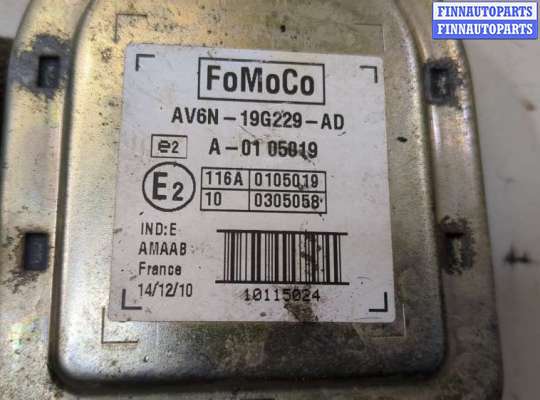 FINNAUTOPARTS
FINNAUTOPARTS
FINNAUTOPARTS
FoMoCo
AV6N-19G229-AD
e2 A-01 05019
E2
116A 0105019
10 0305058
IND:E
AMAAB
France
14/12/10
10115024